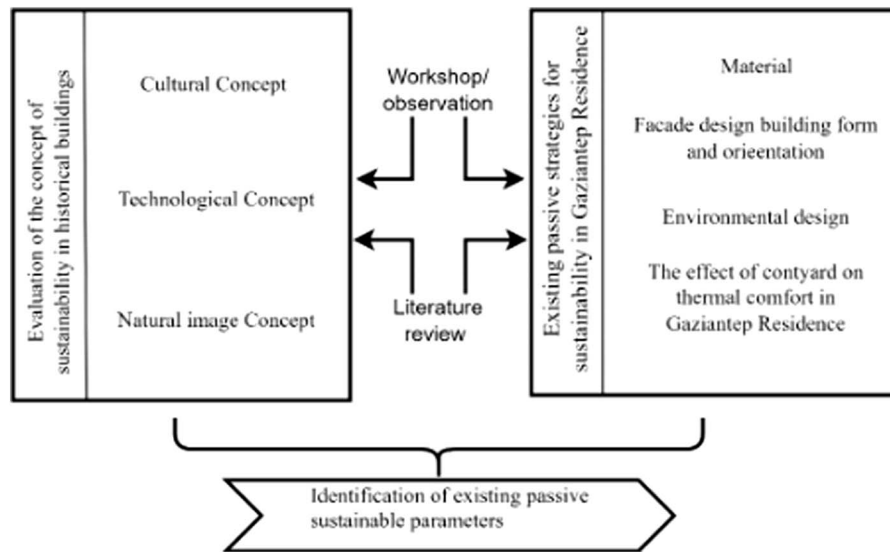 Evaluation of the concept of
sustainability in historical buildings
Cultural Concept
Technological Concept
Natural image Concept
Workshop/
observation
Literature
review
Existing passive strategies for
sustainability in Gaziantep Residence
Material
Facade design building form
and orieentation
Environmental design
The effect of contyard on
thermal comfort in
Gaziantep Residence
Identification of existing passive
sustainable parameters